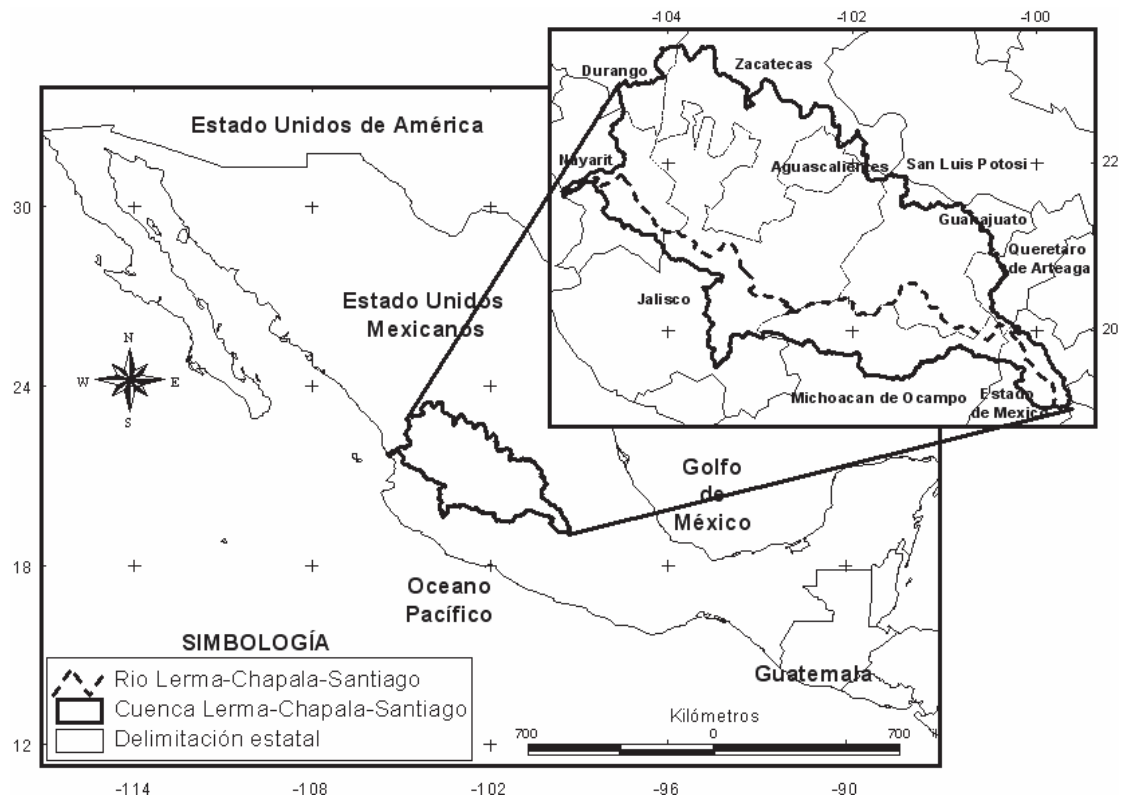 -104 -102 -100
Durango
Zacatecas
Nayarit
Aguascalientes
San Luis Potosi
22
Guanajuato
Queretaro
de Arteaga
Jalisco
20
Michoacan de Ocampo
Estado
de Mexico
Estado Unidos de América
30
Estado Unidos
Mexicanos
N
W E
S
24
Golfo
de
México
18
Oceano
Pacífico
Guatemala
SIMBOLOGÍA
Rio Lerma-Chapala-Santiago
Cuenca Lerma-Chapala-Santiago
Delimitación estatal
Kilómetros
700 0 700
12
-114 -108 -102 -96 -90